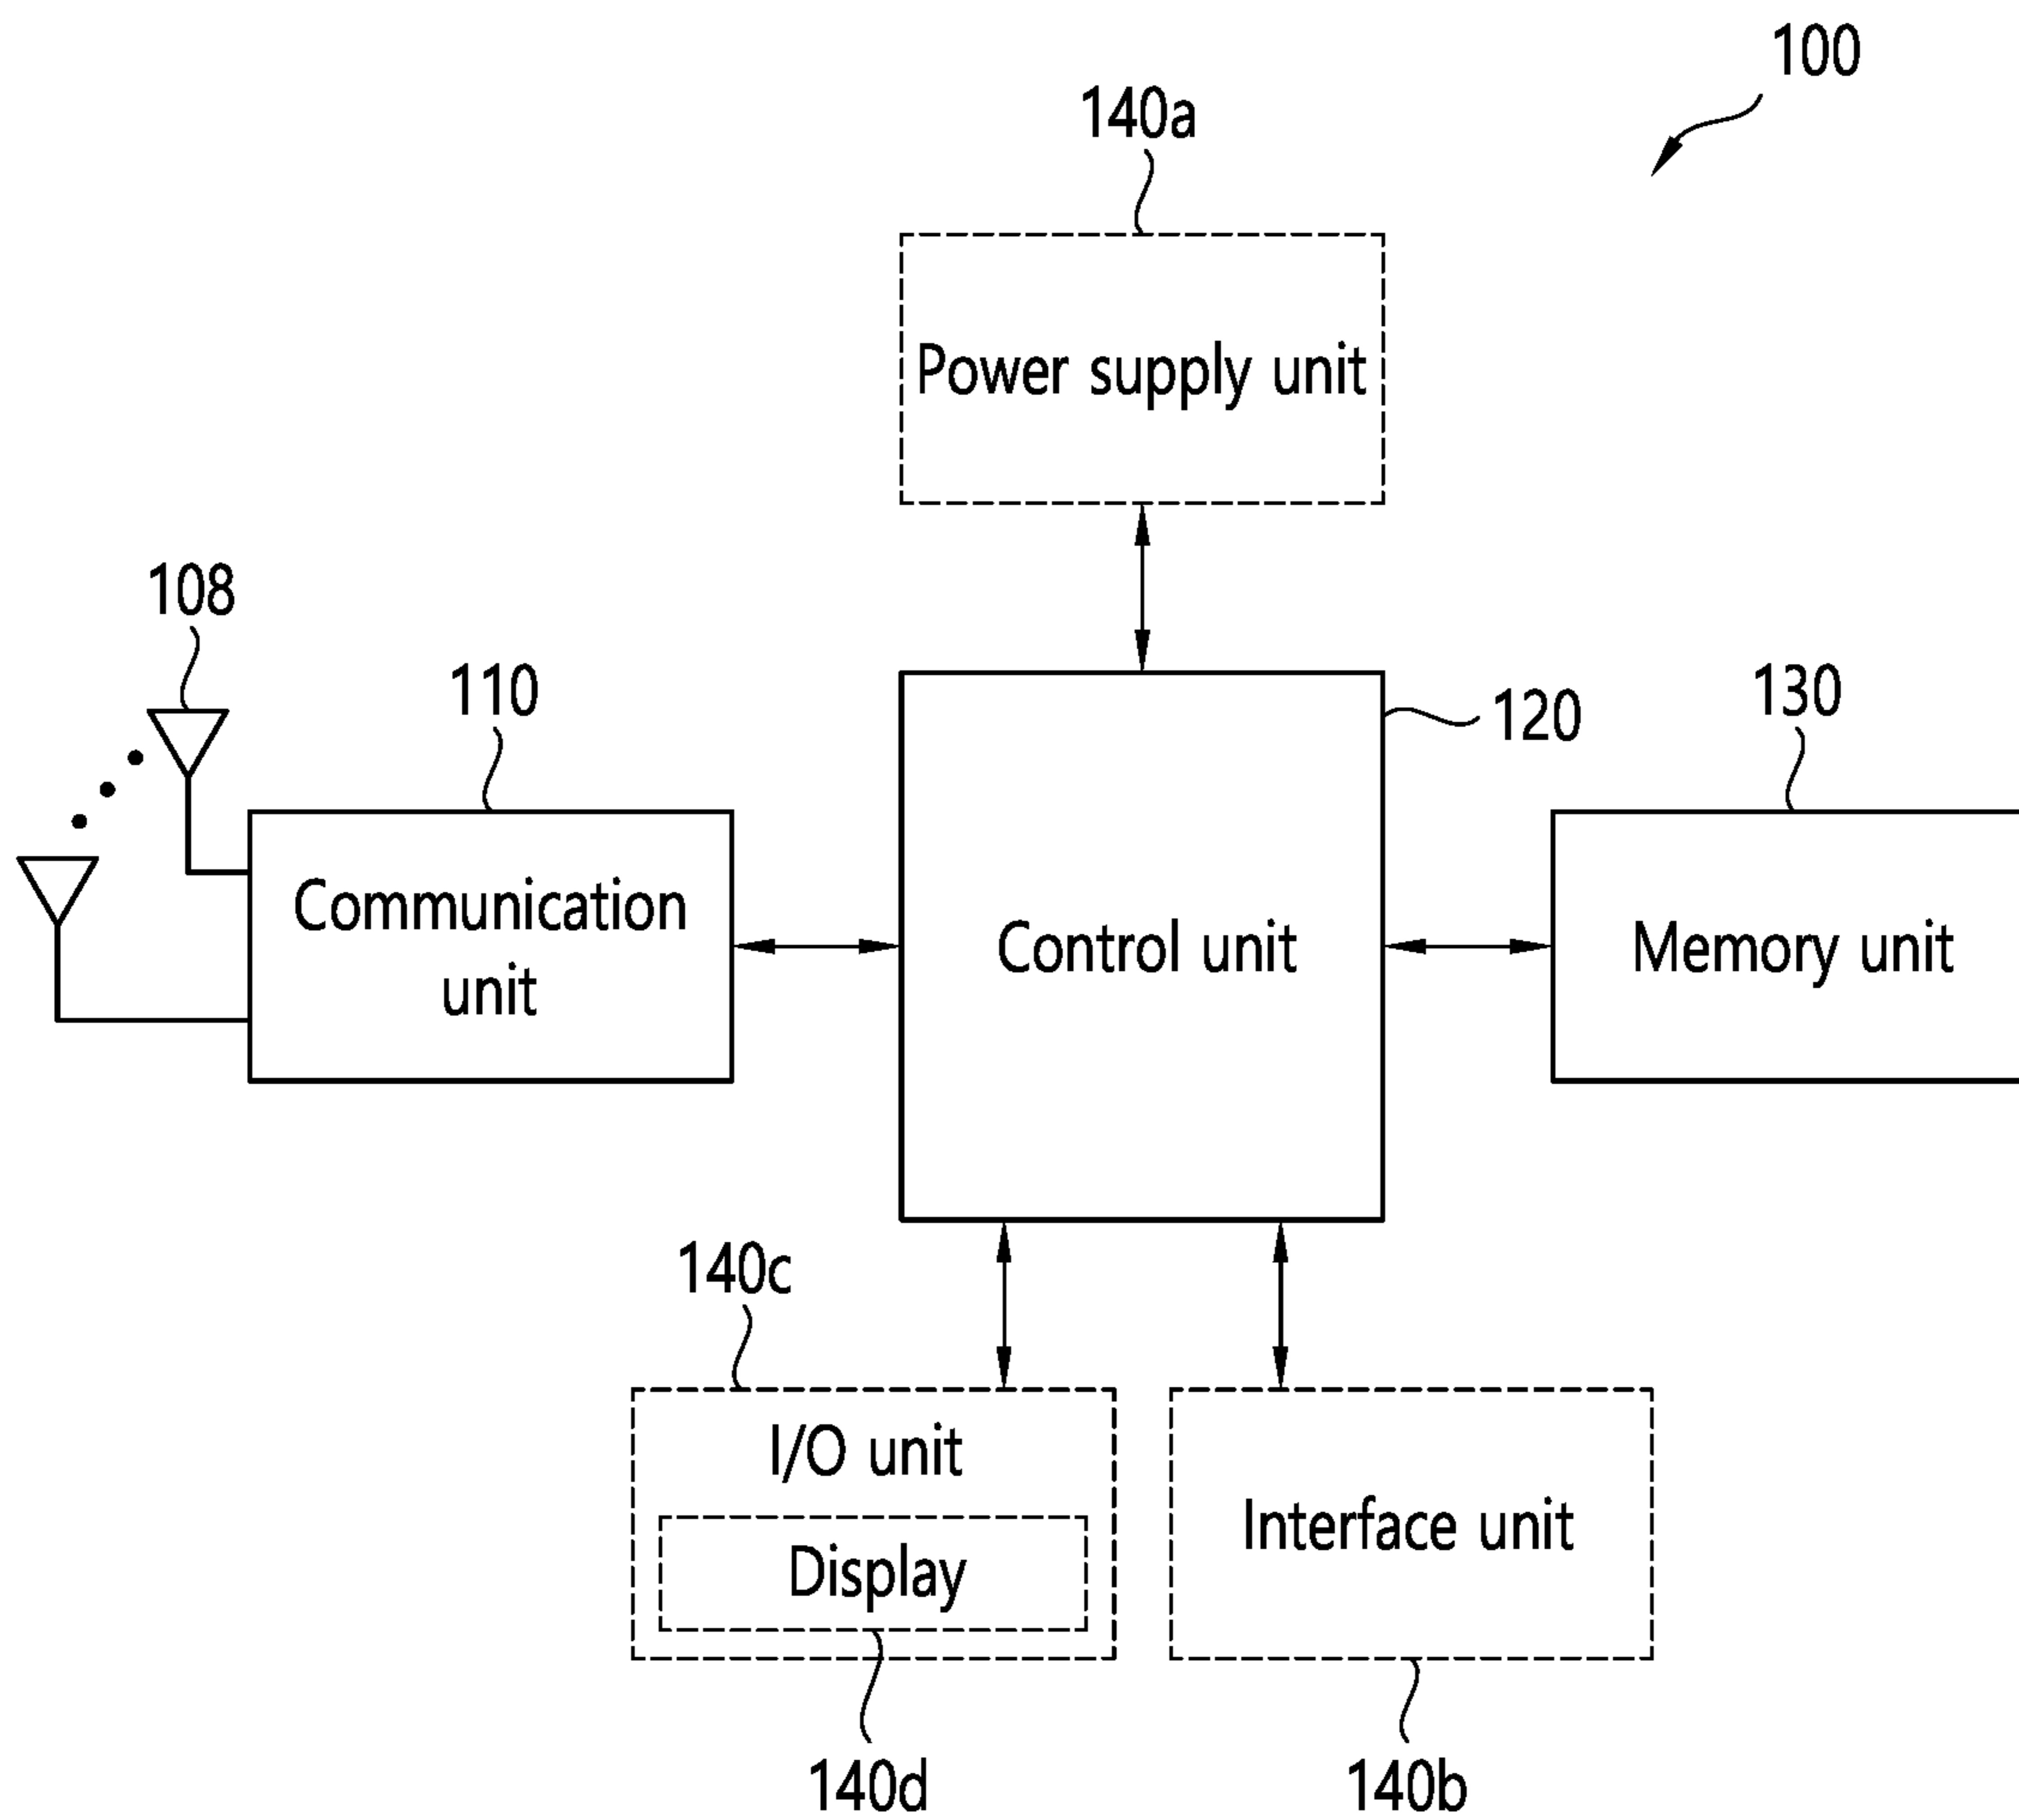 100
140a
Power supply unit
108
110
120
130
Communication
unit
Control unit
Memory unit
140c
I/O unit
Display
Interface unit
140d
140b